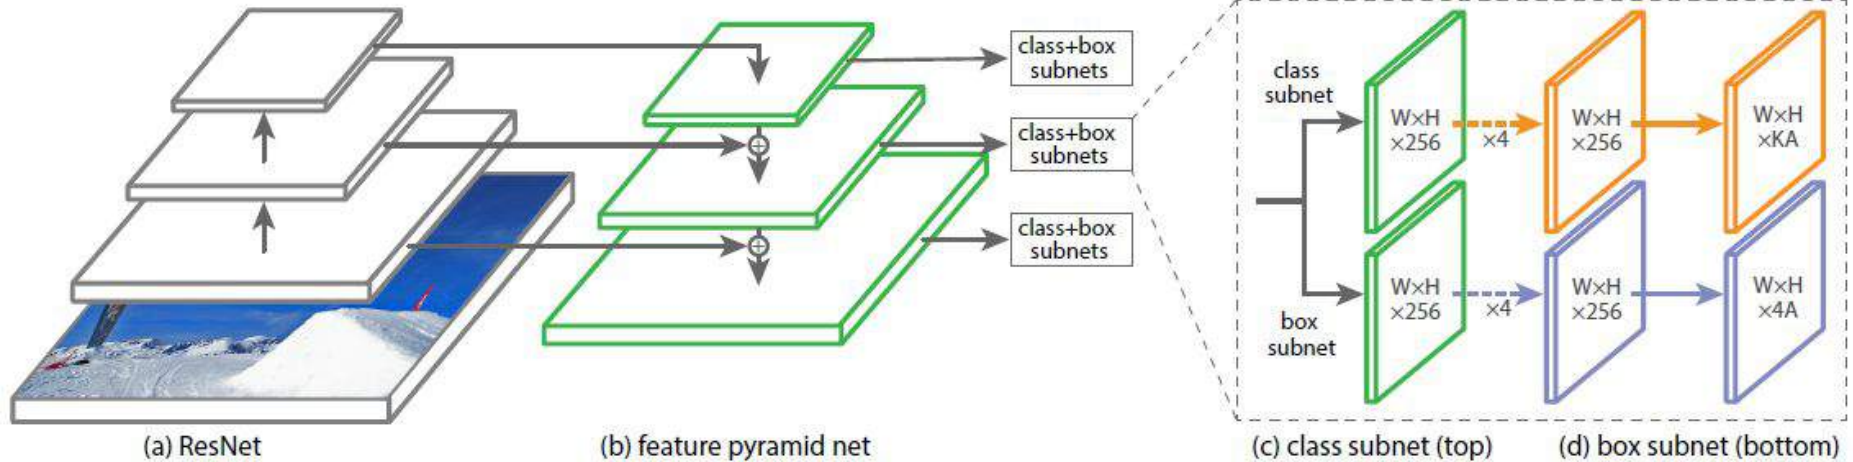 class+box
subnets
class+box
subnets
class+box
subnets
class
subnet
W×H
×256
×4
W×H
×256
W×H
×KA
box
subnet
W×H
×256
×4
W×H
×256
W×H
×4A
(a) ResNet
(b) feature pyramid net
(c) class subnet (top)
(d) box subnet (bottom)